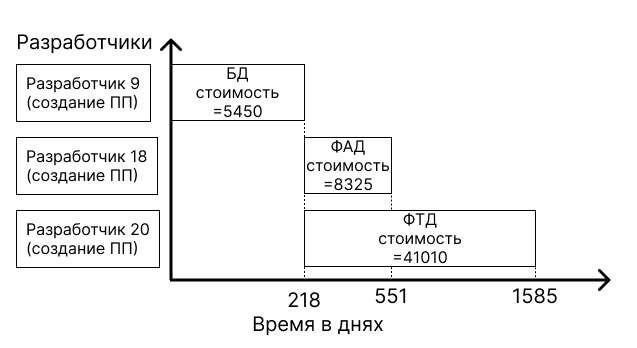 Разработчики
Разработчик 9
(создание ПП)
БД
стоимость
=5450
Разработчик 18
(создание ПП)
ФАД
стоимость
=8325
Разработчик 20
(создание ПП)
ФТД
стоимость
=41010
218
551
1585
Время в днях